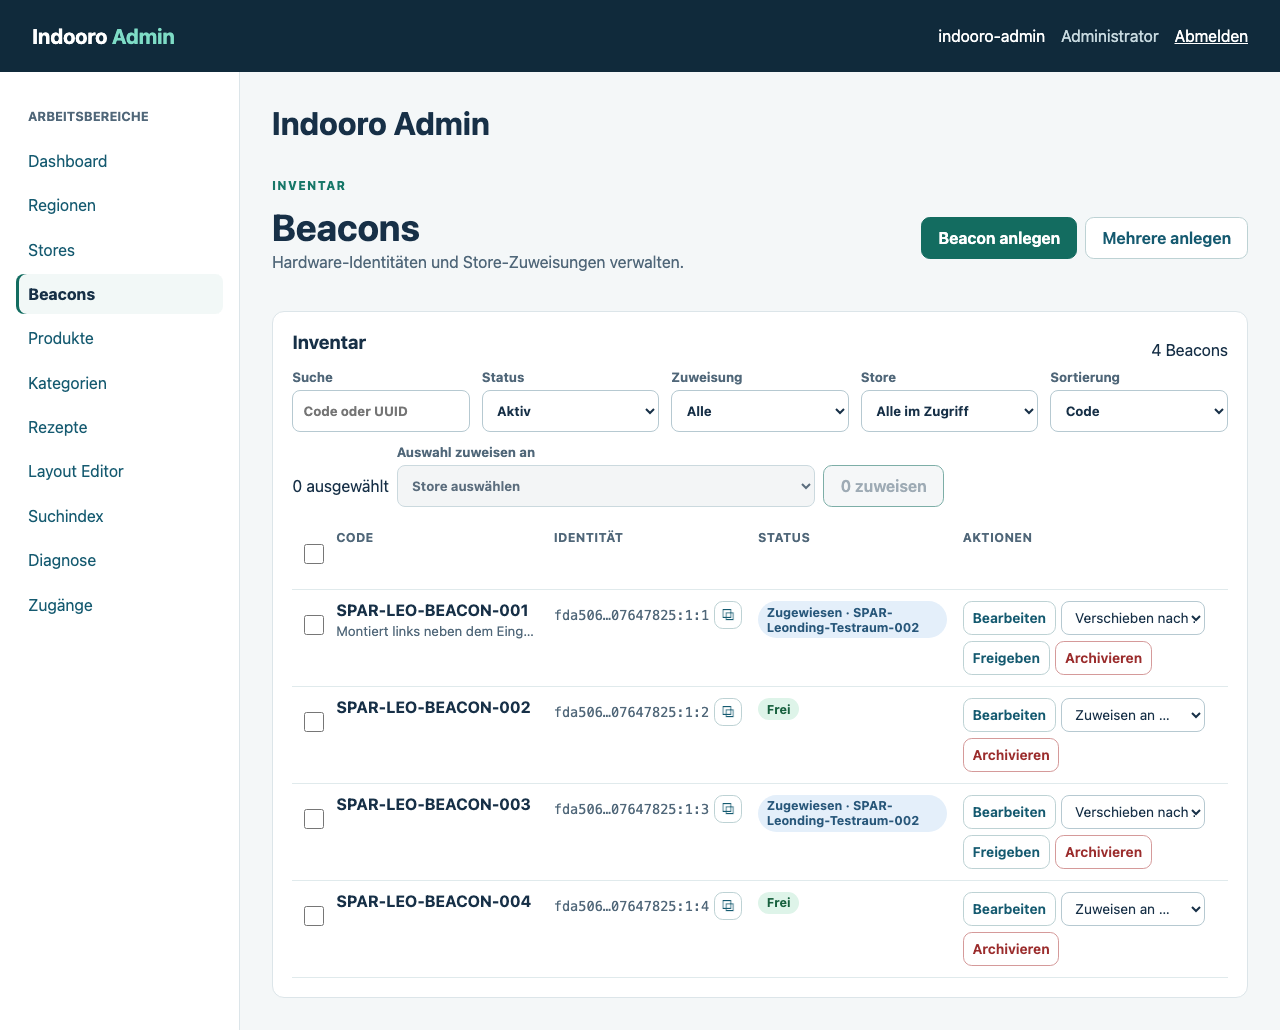 Indooro Admin
indooro-admin Administrator Abmelden
ARBEITSBEREICHE
Dashboard
Regionen
Stores
Beacons
Produkte
Kategorien
Rezepte
Layout Editor
Suchindex
Diagnose
Zugänge
Indooro Admin
INVENTAR
Beacons
Hardware-Identitäten und Store-Zuweisungen verwalten.
Beacon anlegen
Mehrere anlegen
Inventar
4 Beacons
Suche Status Zuweisung Store Sortierung
Code oder UUID Aktiv Alle Alle im Zugriff Code
Auswahl zuweisen an
0 ausgewählt Store auswählen 0 zuweisen
CODE IDENTITÄT STATUS AKTIONEN
SPAR-LEO-BEACON-001
Montiert links neben dem Eing…
fda506…07647825:1:1
Zugewiesen · SPAR-
Leonding-Testraum-002
Bearbeiten Verschieben nach
Freigeben Archivieren
SPAR-LEO-BEACON-002
fda506…07647825:1:2
Frei
Bearbeiten Zuweisen an …
Archivieren
SPAR-LEO-BEACON-003
fda506…07647825:1:3
Zugewiesen · SPAR-
Leonding-Testraum-002
Bearbeiten Verschieben nach
Freigeben Archivieren
SPAR-LEO-BEACON-004
fda506…07647825:1:4
Frei
Bearbeiten Zuweisen an …
Archivieren